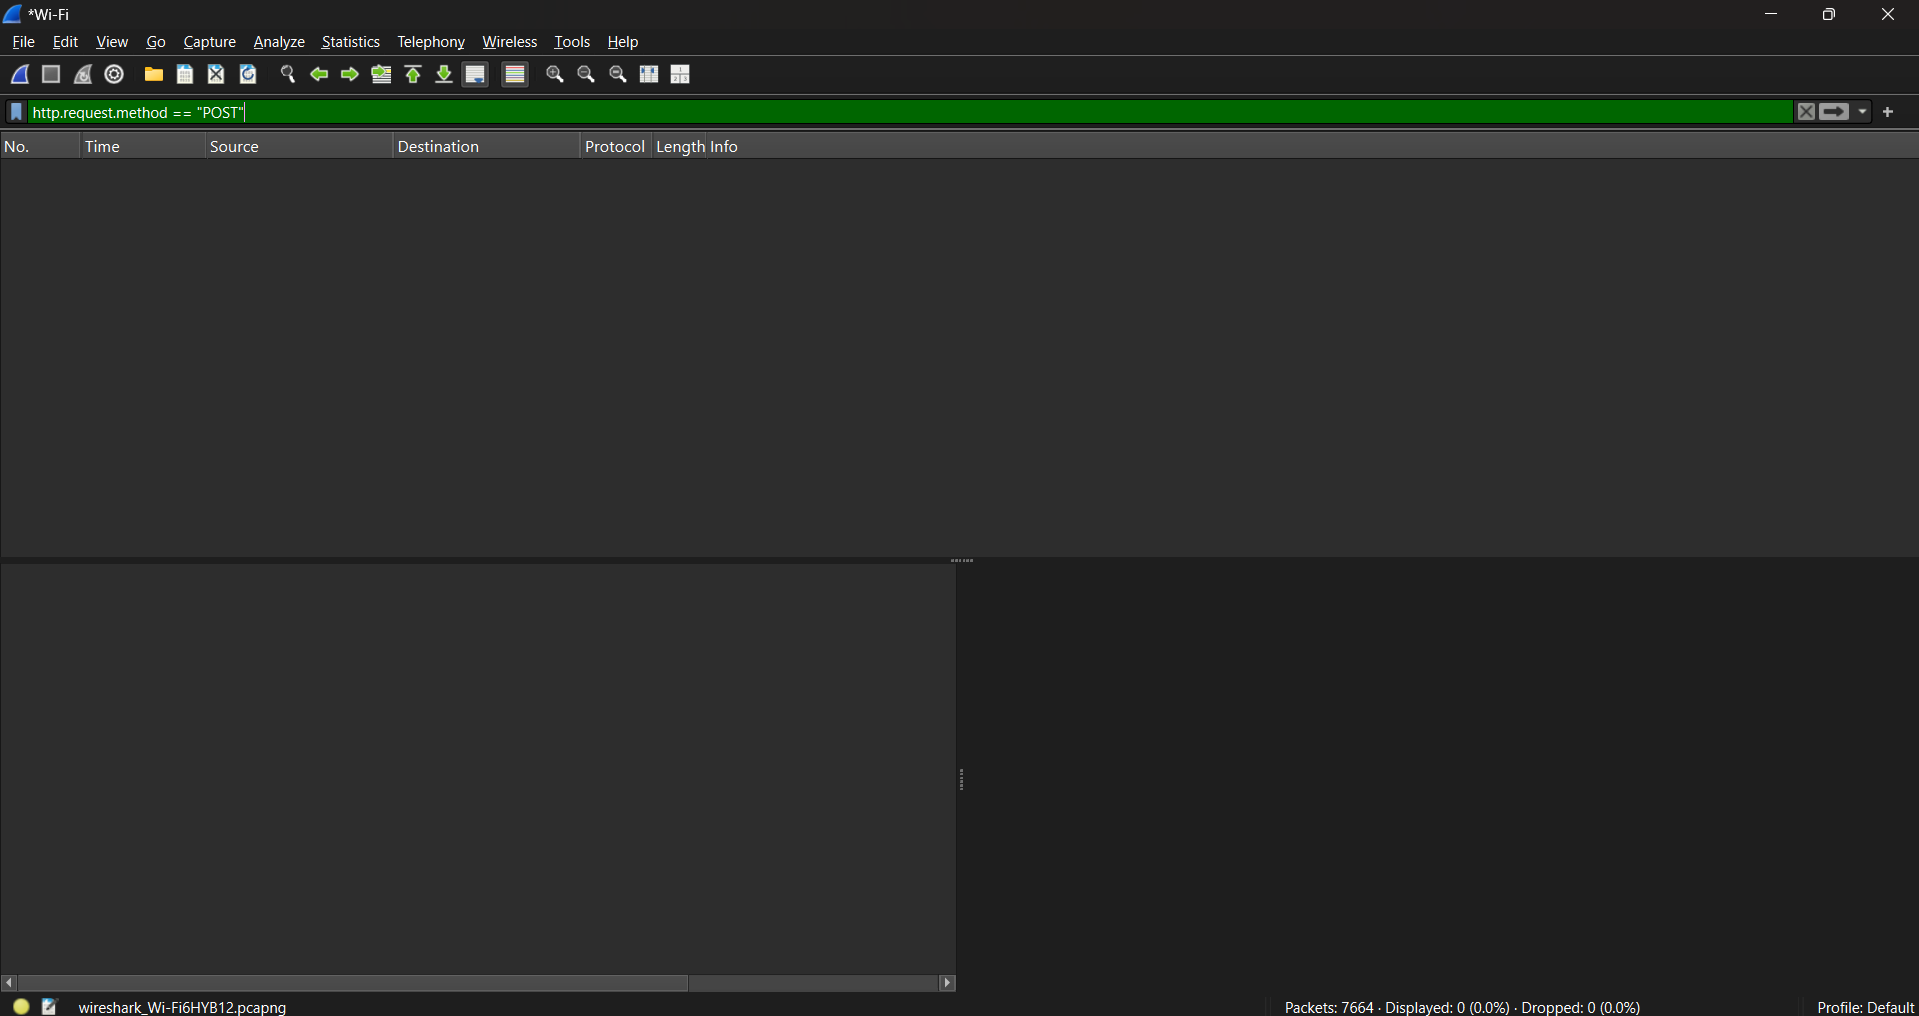 *Wi-Fi
File Edit View Go Capture Analyze Statistics Telephony Wireless Tools Help
http.request.method == "POST"
No. Time Source Destination Protocol Length Info
wireshark_Wi-Fi6HYB12.pcapng Packets: 7664 · Displayed: 0 (0.0%) · Dropped: 0 (0.0%) Profile: Default